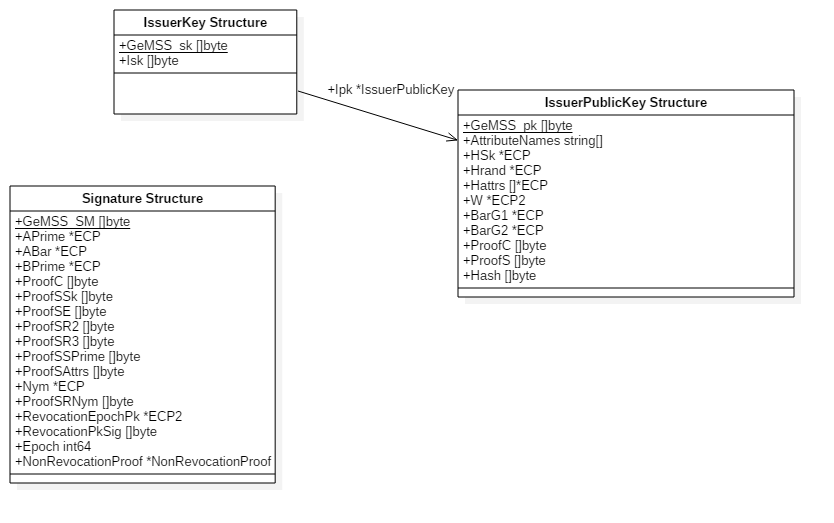 IssuerKey Structure
+GeMSS_sk []byte
+Isk []byte
+Ipk *IssuerPublicKey
IssuerPublicKey Structure
+GeMSS_pk []byte
+AttributeNames string[]
+HSk *ECP
+Hrand *ECP
+Hattrs []*ECP
+W *ECP2
+BarG1 *ECP
+BarG2 *ECP
+ProofC []byte
+ProofS []byte
+Hash []byte
Signature Structure
+GeMSS_SM []byte
+APrime *ECP
+ABar *ECP
+BPrime *ECP
+ProofC []byte
+ProofSSk []byte
+ProofSE []byte
+ProofSR2 []byte
+ProofSR3 []byte
+ProofSSPrime []byte
+ProofSAttrs []byte
+Nym *ECP
+ProofSRNym []byte
+RevocationEpochPk *ECP2
+RevocationPkSig []byte
+Epoch int64
+NonRevocationProof *NonRevocationProof